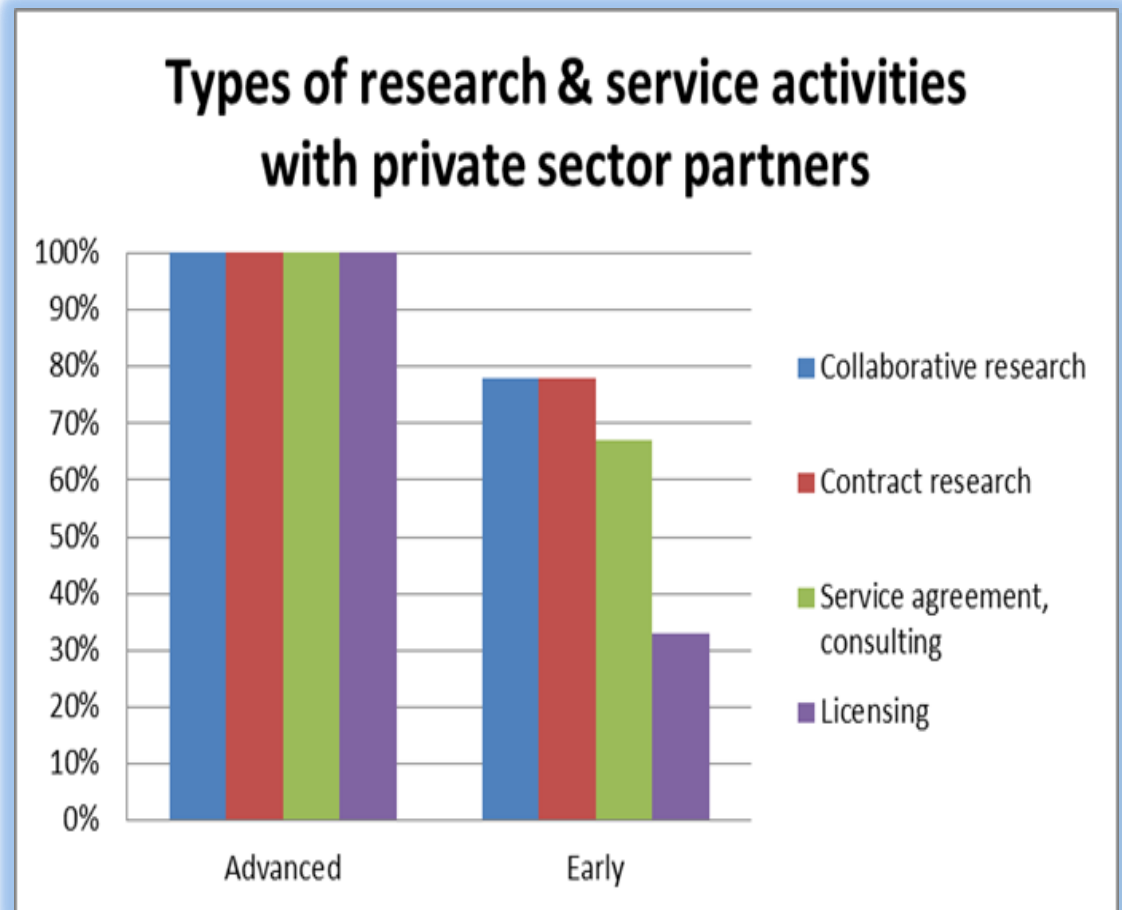 Types of research & service activities
with private sector partners
100%
90%
80%
70%
60%
50%
40%
30%
20%
10%
0%
Advanced
Early
Collaborative research
Contract research
Service agreement,
consulting
Licensing